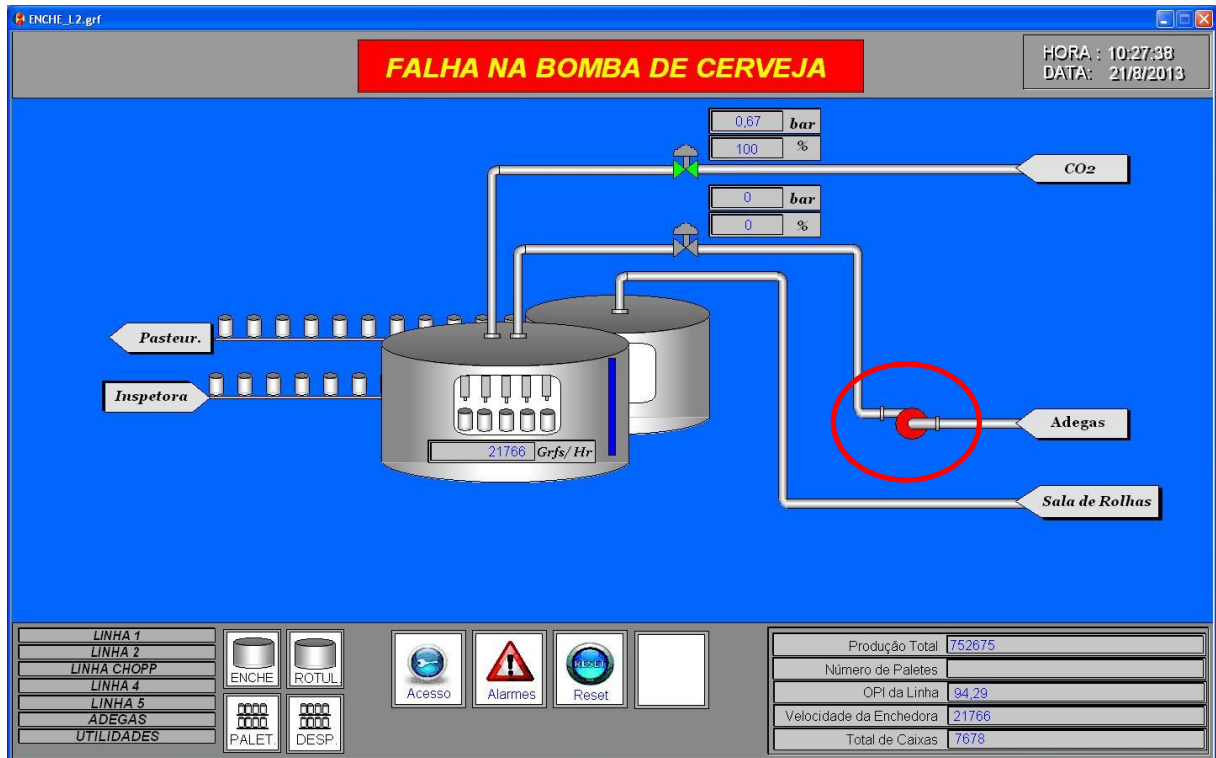 ENCHE_L2.grf
FALHA NA BOMBA DE CERVEJA
HORA : 10:27:38
DATA: 21/8/2013
0,67 bar
100 %
CO2
0 bar
0 %
Pasteur.
Inspetora
21766 Grfs/Hr
Adegas
Sala de Rolhas
LINHA 1
LINHA 2
LINHA CHOPP
LINHA 4
LINHA 5
ADEGAS
UTILIDADES
ENCHE
ROTUL
PALET.
DESP.
Acesso
Alarmes
RESET
Reset
Produção Total 752675
Número de Paletes
OPI da Linha 94,29
Velocidade da Enchedora 21766
Total de Caixas 7678